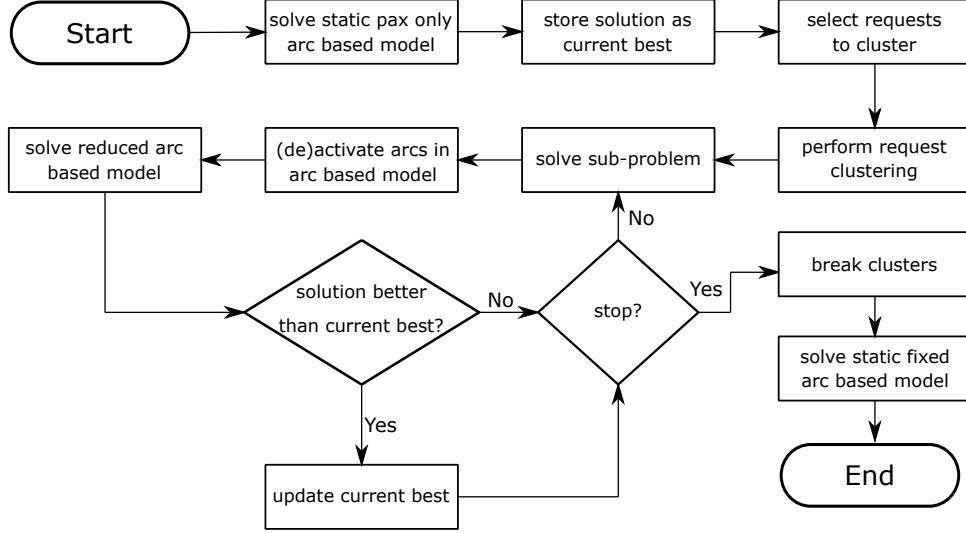 Start
solve static pax only
arc based model
store solution as
current best
select requests
to cluster
perform request
clustering
solve sub-problem
(de)activate arcs in
arc based model
solve reduced arc
based model
solution better
than current best?
No
Yes
update current best
stop?
No
Yes
break clusters
solve static fixed
arc based model
End